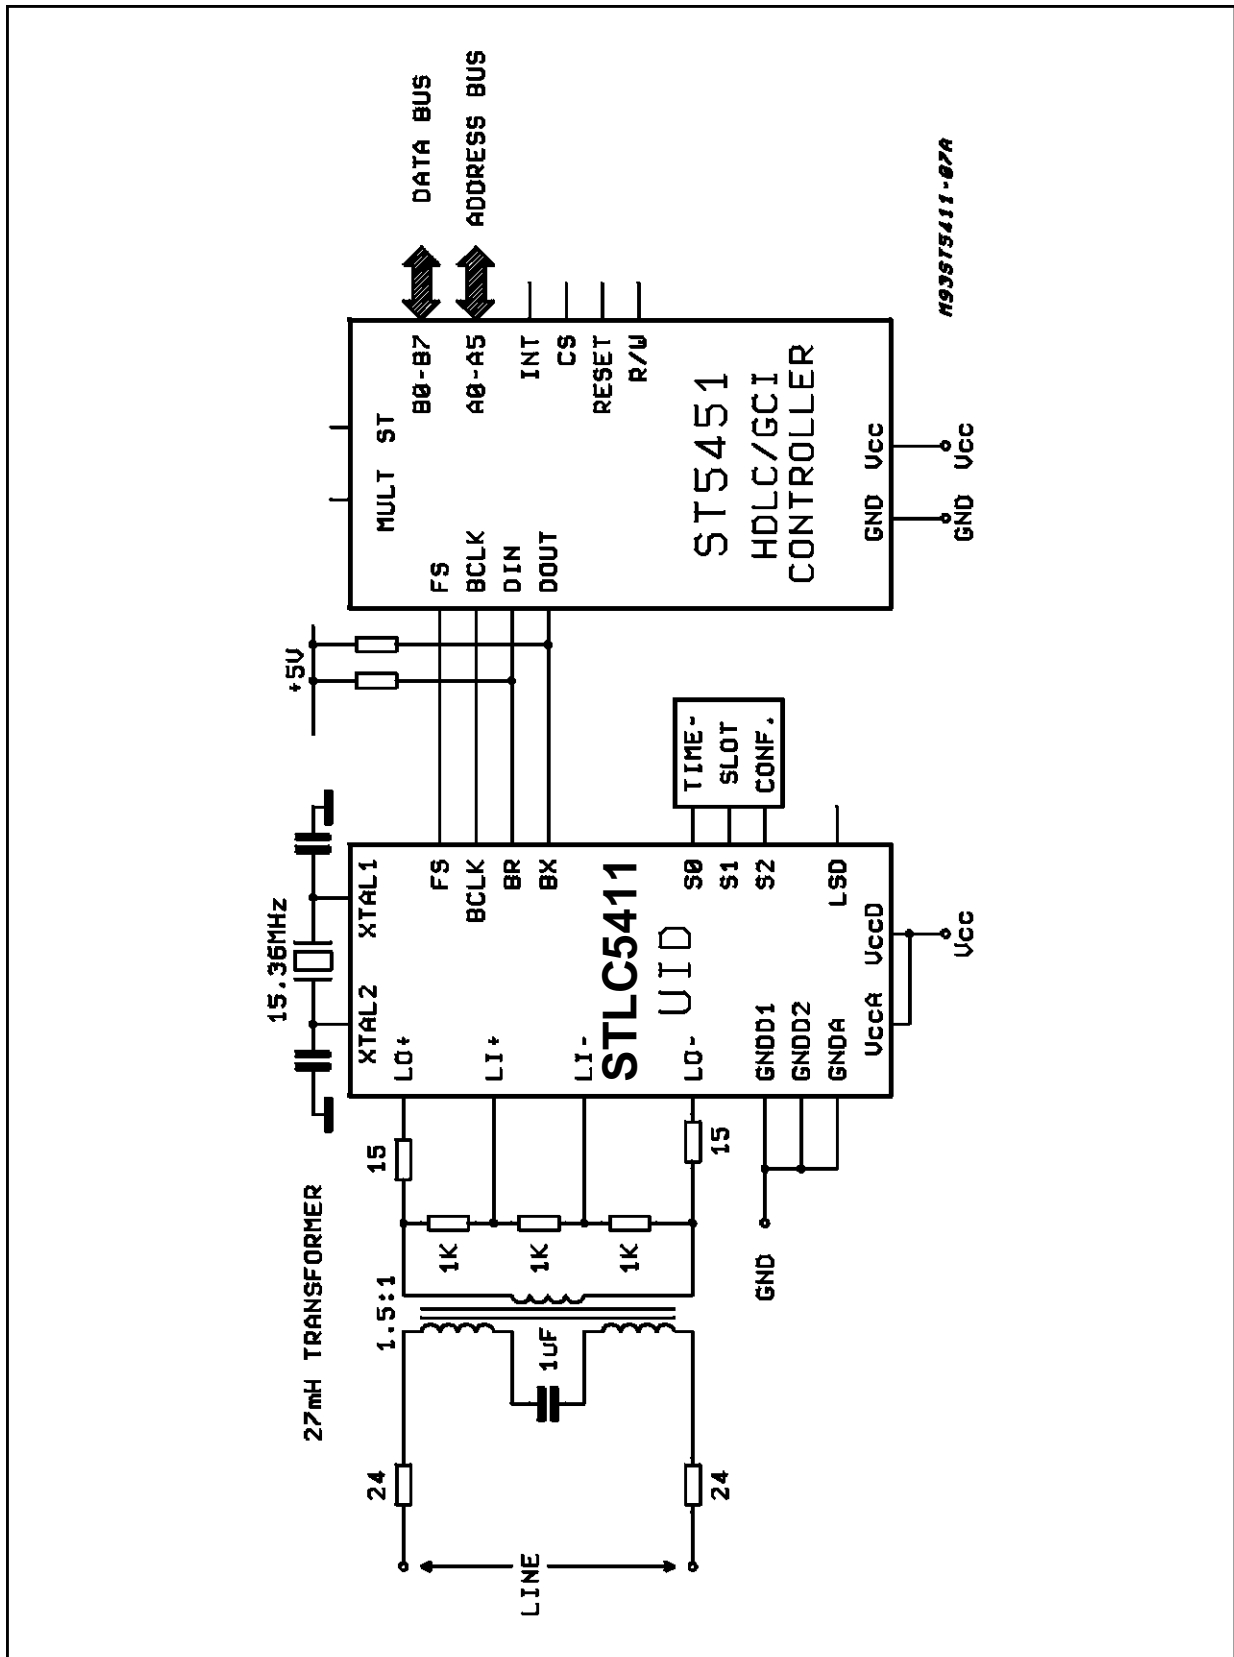 27mH TRANSFORMER
1.5:1
15.36MHz
XTAL2
XTAL1
+5V
LINE
24
24
1uF
1K
1K
1K
15
15
LO+
LI+
LI-
LO-
FS
BCLK
BR
BX
STLC5411
UID
S0
S1
S2
LSD
TIME-
SLOT
CONF.
GNDD1
GNDD2
GNDA
GND
VccA
VccD
Vcc
MULT
ST
FS
BCLK
DIN
DOUT
B0-B7
A0-A5
INT
CS
RESET
R/W
DATA BUS
ADDRESS BUS
ST5451
HDLC/GCI
CONTROLLER
GND
Vcc
GND
Vcc
M93ST5411-07A